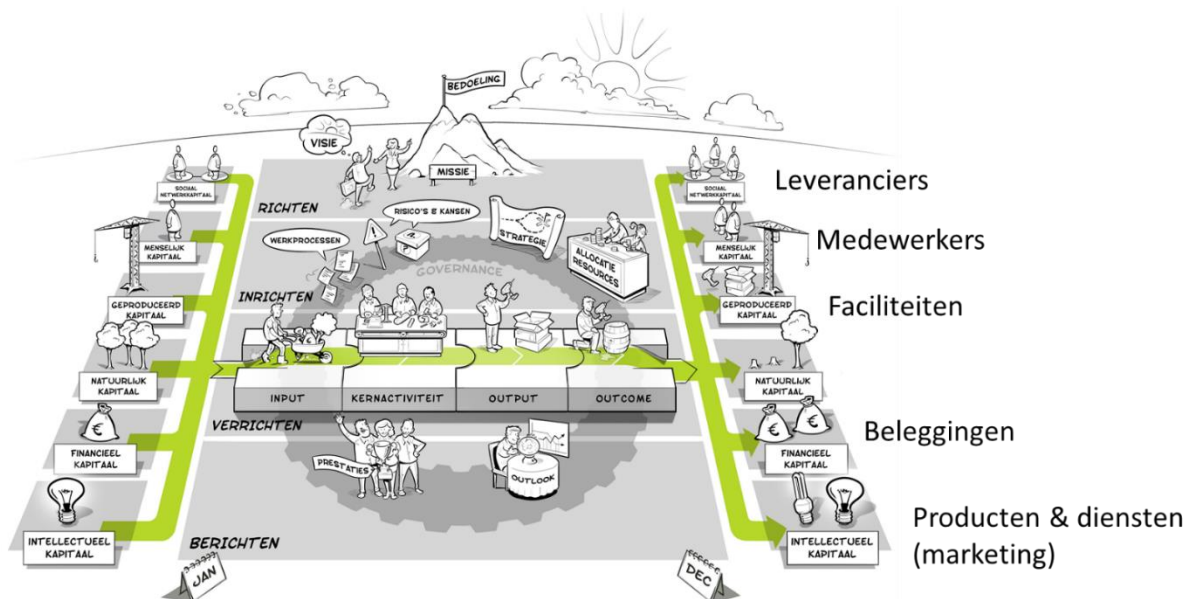 BEDOELING
VISIE
MISSIE
RICHTEN
SOCIAAL
NETWERKKAPITAAL
MENSELIJK
KAPITAAL
GEPRODUCEERD
KAPITAAL
NATUURLIJK
KAPITAAL
FINANCIEEL
KAPITAAL
INTELLECTUEEL
KAPITAAL
WERKPROCESSEN
RISICO'S & KANSEN
STRATEGIE
ALLOCATIE
RESOURCES
GOVERNANCE
INRICHTEN
INPUT
KERNACTIVITEIT
OUTPUT
OUTCOME
VERRICHTEN
PRESTATIES
OUTLOOK
BERICHTEN
JAN
DEC
SOCIAAL
NETWERKKAPITAAL
Leveranciers
MENSELIJK
KAPITAAL
Medewerkers
GEPRODUCEERD
KAPITAAL
Faciliteiten
NATUURLIJK
KAPITAAL
€
€
€
FINANCIEEL
KAPITAAL
Beleggingen
INTELLECTUEEL
KAPITAAL
Producten & diensten
(marketing)